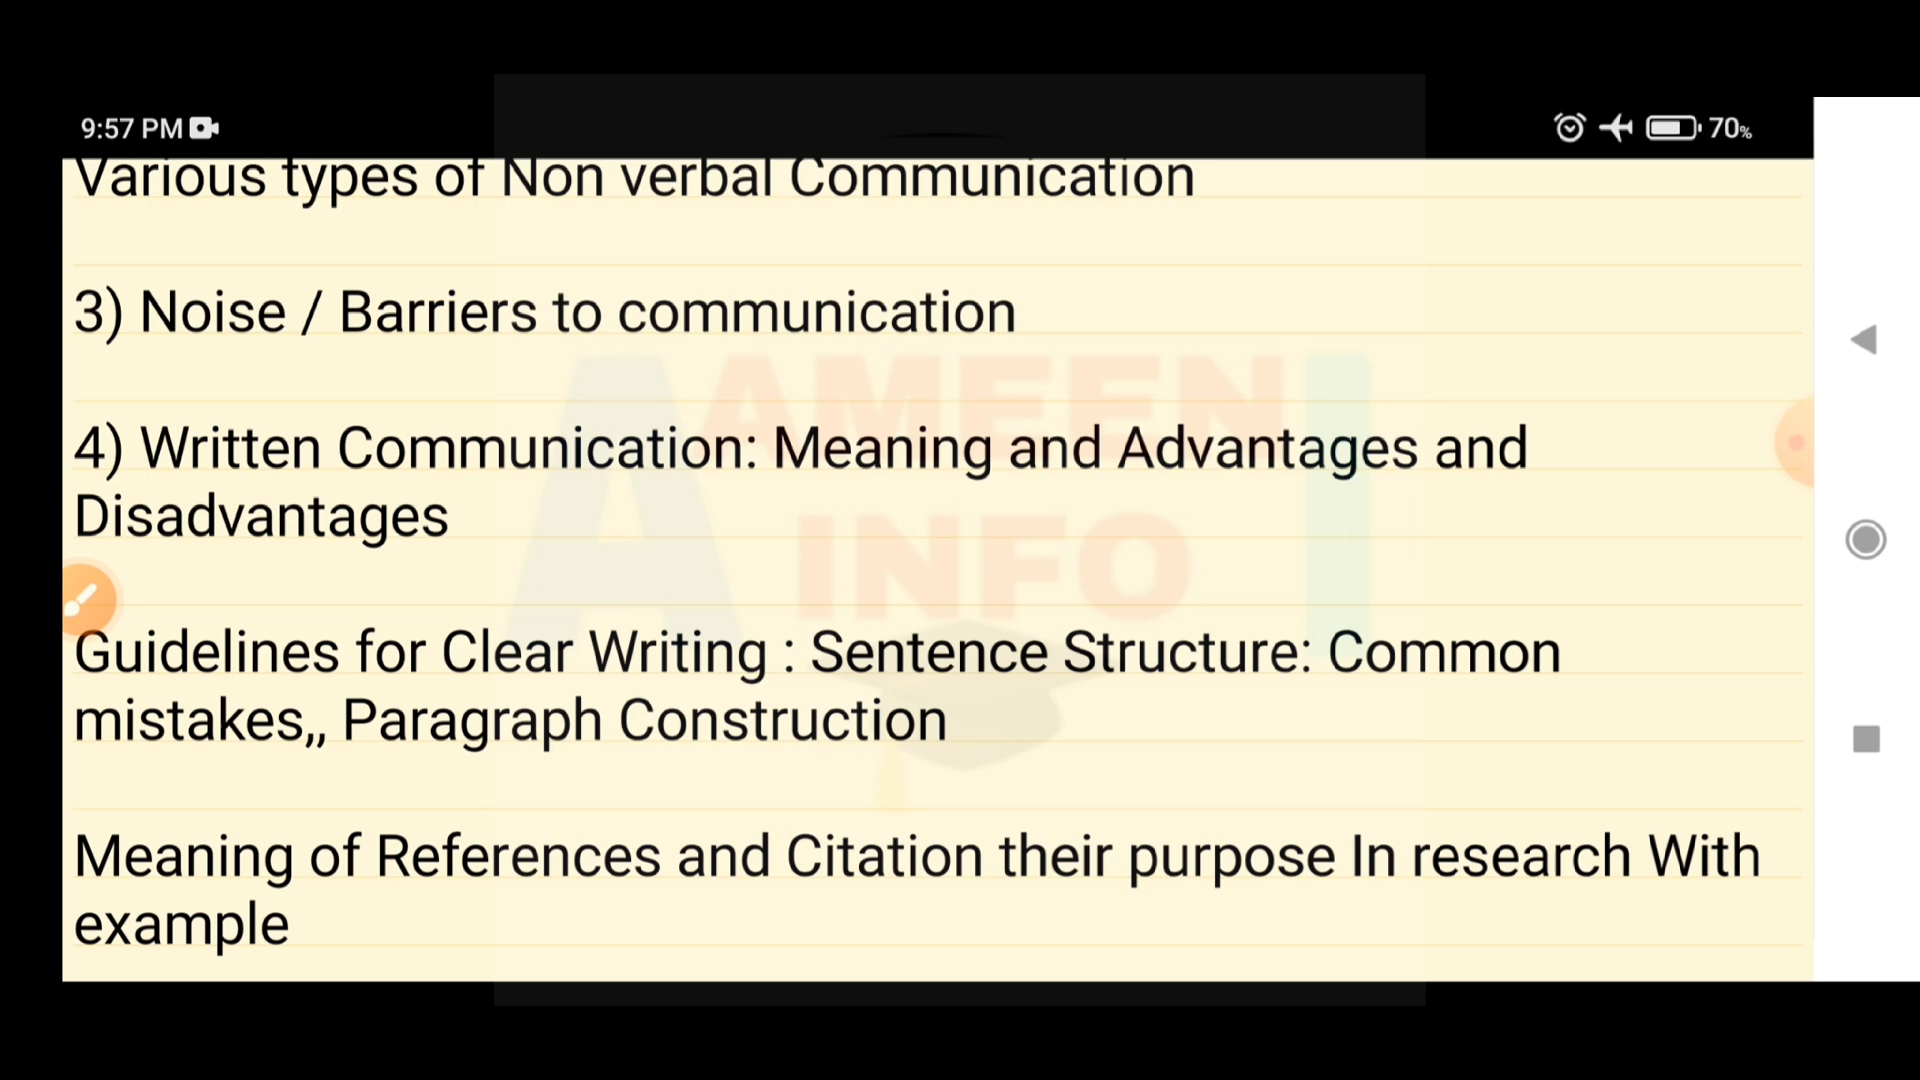 9:57 PM
70%
Various types of Non verbal Communication
3) Noise / Barriers to communication
4) Written Communication: Meaning and Advantages and
Disadvantages
Guidelines for Clear Writing : Sentence Structure: Common
mistakes,, Paragraph Construction
Meaning of References and Citation their purpose In research With
example
AMEEN
INFO